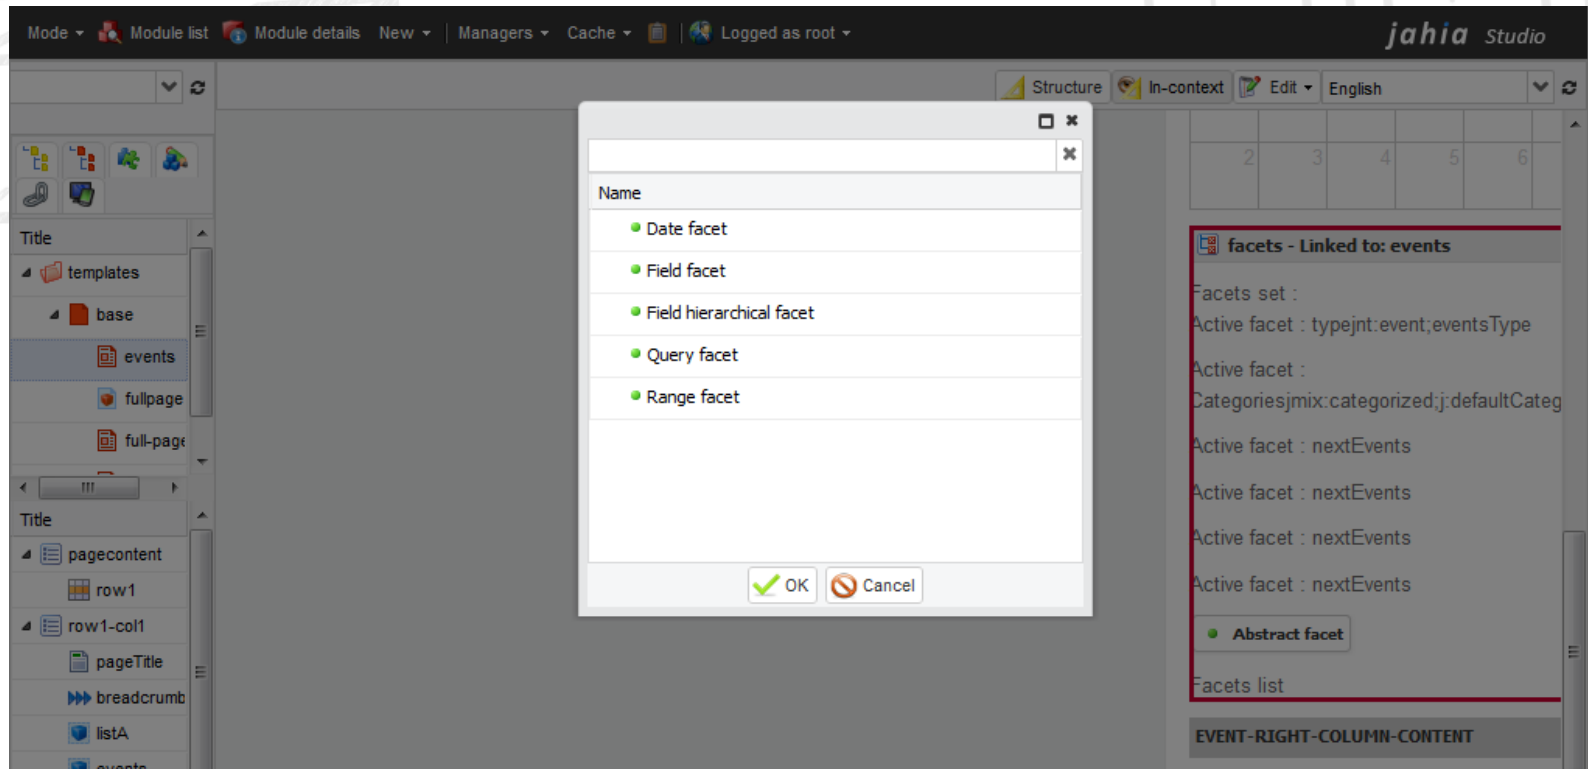 Mode Module list Module details New Managers Cache Logged as root jahia Studio
Structure In-context Edit English
Title
templates
base
events
fullpage
full-page
Title
pagecontent
row1
row1-col1
pageTitle
breadcrumb
listA
events
Name
Date facet
Field facet
Field hierarchical facet
Query facet
Range facet
OK Cancel
2 3 4 5 6
facets - Linked to: events
Facets set :
Active facet : typejnt:event;eventsType
Active facet :
Categoriesjmix:categorized;j:defaultCateg
Active facet : nextEvents
Active facet : nextEvents
Active facet : nextEvents
Active facet : nextEvents
Abstract facet
Facets list
EVENT-RIGHT-COLUMN-CONTENT